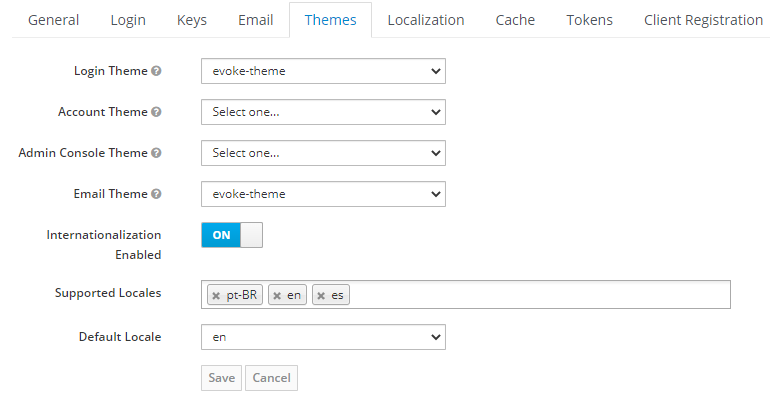 General Login Keys Email Themes Localization Cache Tokens Client Registration
Login Theme ? evoke-theme
Account Theme ? Select one...
Admin Console Theme ? Select one...
Email Theme ? evoke-theme
Internationalization
Enabled
ON
Supported Locales × pt-BR × en × es
Default Locale en
Save Cancel